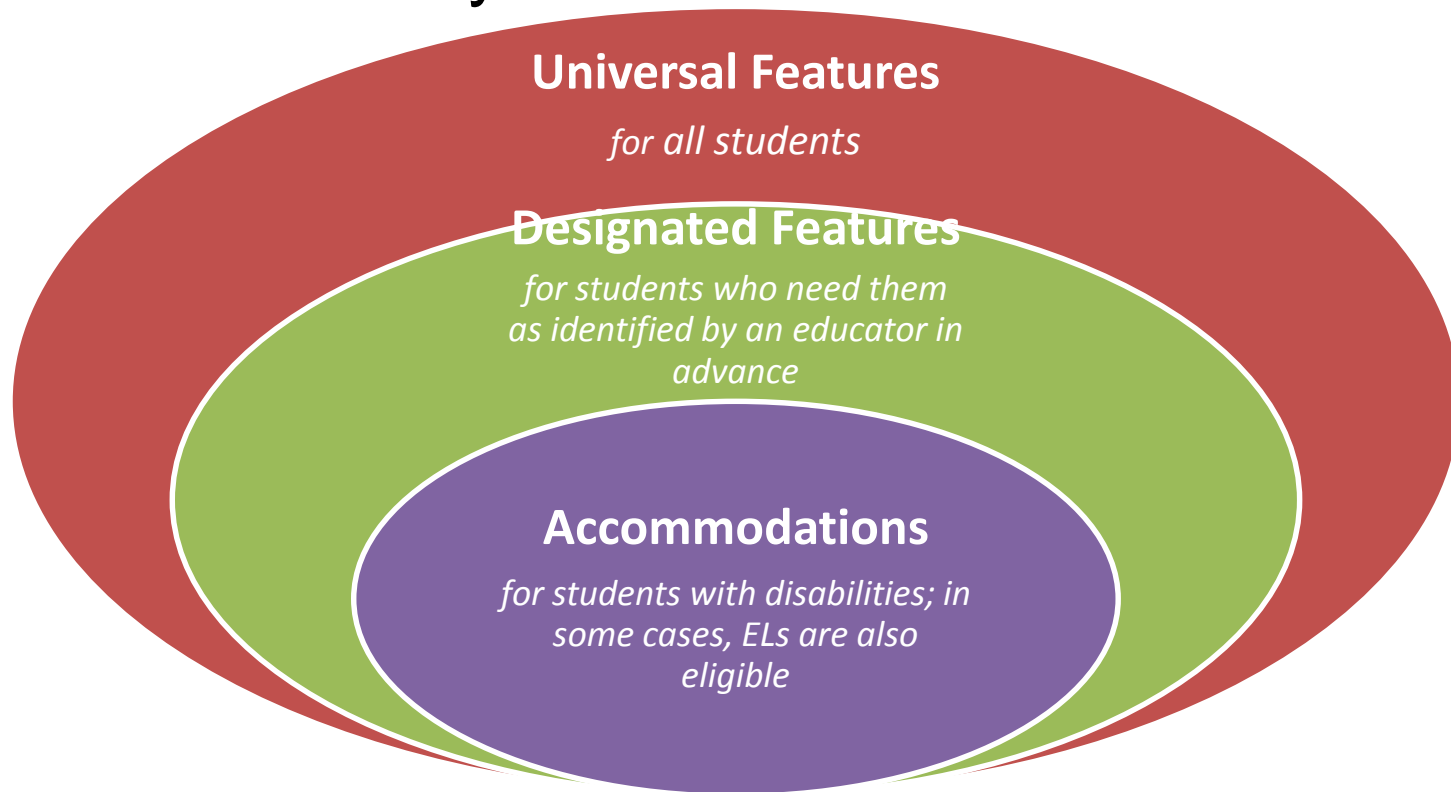 Universal Features
for all students
Designated Features
for students who need them
as identified by an educator in
advance
Accommodations
for students with disabilities; in
some cases, ELs are also
eligible